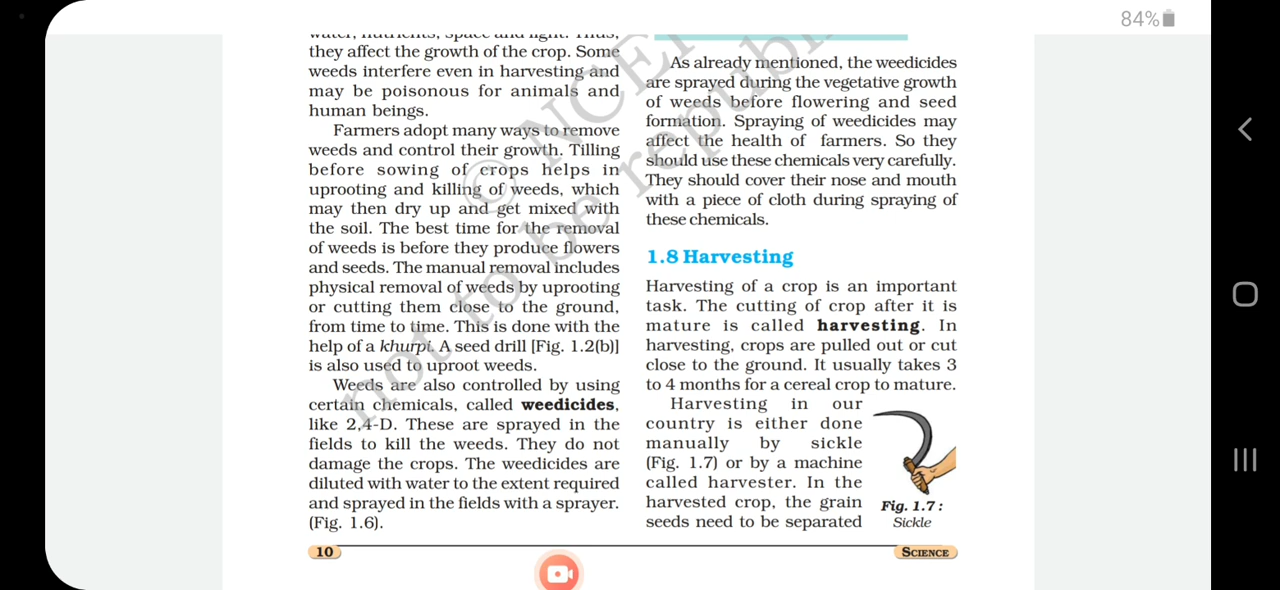 84%
water, nutrients, space and light. Thus,
they affect the growth of the crop. Some
weeds interfere even in harvesting and
may be poisonous for animals and
human beings.
Farmers adopt many ways to remove
weeds and control their growth. Tilling
before sowing of crops helps in
uprooting and killing of weeds, which
may then dry up and get mixed with
the soil. The best time for the removal
of weeds is before they produce flowers
and seeds. The manual removal includes
physical removal of weeds by uprooting
or cutting them close to the ground,
from time to time. This is done with the
help of a khurpi. A seed drill [Fig. 1.2(b)]
is also used to uproot weeds.
Weeds are also controlled by using
certain chemicals, called weedicides,
like 2,4-D. These are sprayed in the
fields to kill the weeds. They do not
damage the crops. The weedicides are
diluted with water to the extent required
and sprayed in the fields with a sprayer.
(Fig. 1.6).
As already mentioned, the weedicides
are sprayed during the vegetative growth
of weeds before flowering and seed
formation. Spraying of weedicides may
affect the health of farmers. So they
should use these chemicals very carefully.
They should cover their nose and mouth
with a piece of cloth during spraying of
these chemicals.
1.8 Harvesting
Harvesting of a crop is an important
task. The cutting of crop after it is
mature is called harvesting. In
harvesting, crops are pulled out or cut
close to the ground. It usually takes 3
to 4 months for a cereal crop to mature.
Harvesting in our
country is either done
manually by sickle
(Fig. 1.7) or by a machine
called harvester. In the
harvested crop, the grain
seeds need to be separated
Fig. 1.7 :
Sickle
10
SCIENCE
© NCE
not to be republi